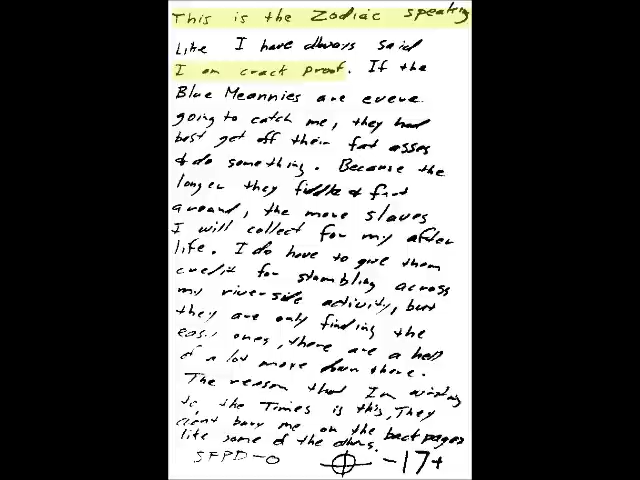 This is the Zodiac speaking
Like I have always said
I am crack proof. If the
Blue Meannies are evere
going to catch me, they had
best get off their fat asses
& do something. Because the
longer they fiddle & fart
around, the more slaves
I will collect for my after
life. I do have to give them
credit for stumbling across
my riverside activity, but
they are only finding the
easy ones, there are a hell
of a lot more down there.
The reason that I'm writing
to the Times is this, They
don't bury me on the back pages
like some of the others.
SFPD-0 -17+